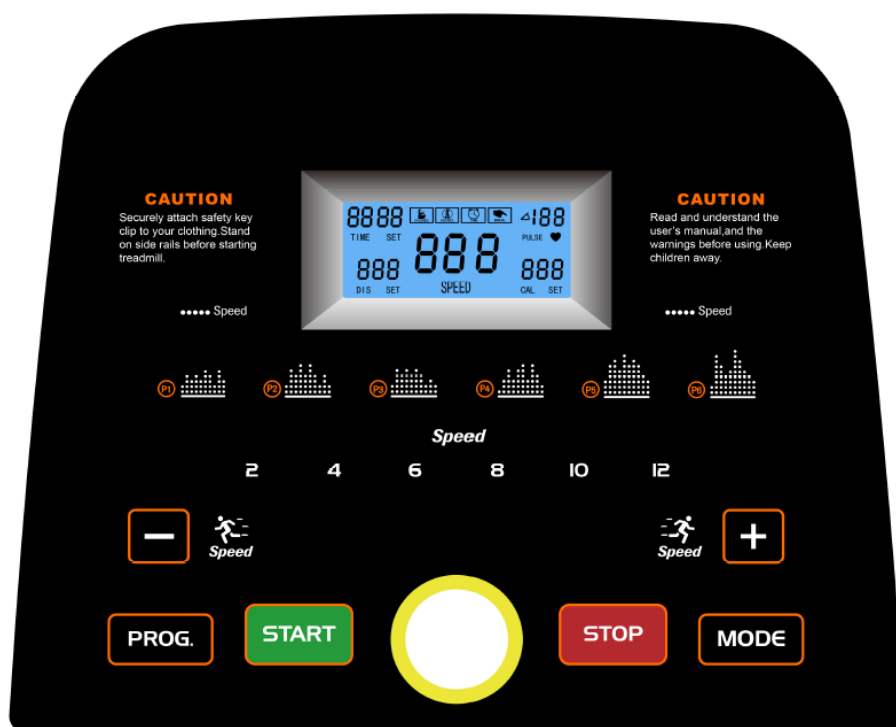 CAUTION
Securely attach safety key
clip to your clothing.Stand
on side rails before starting
treadmill.
Speed
8888
TIME SET
188
PULSE
888
SPEED
888
DIS SET
888
CAL SET
CAUTION
Read and understand the
user's manual,and the
warnings before using.Keep
children away.
Speed
P1 P2 P3 P4 P5 P6
Speed
2 4 6 8 10 12
Speed
Speed
PROG. START STOP MODE